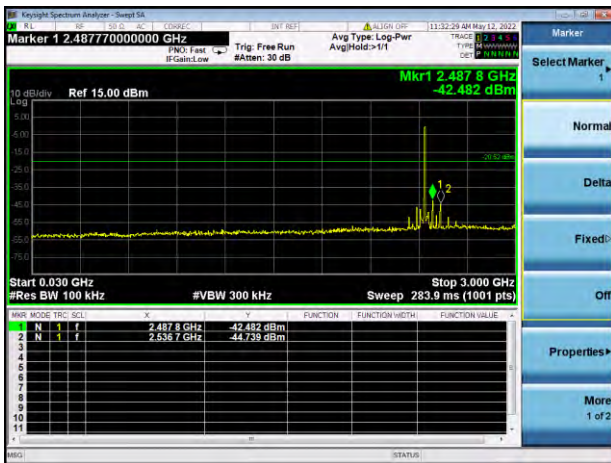 Keysight Spectrum Analyzer - Swept SA
RL RF 50 Ω AC CORREC INT REF ALIGN OFF 11:32:29 AM May 12, 2022
Marker 1 2.487770000000 GHz
PNO: Fast
IFGain:Low
Trig: Free Run
#Atten: 30 dB
Avg Type: Log-Pwr
Avg|Hold:>1/1
TRACE 1 2 3 4 5 6
TYPE M
DET P N N N N N
Mkr1 2.487 8 GHz
-42.482 dBm
10 dB/div Ref 15.00 dBm
Log
5.00
-5.00
-15.0
-20.52 dBm
-25.0
-35.0
1 2
-45.0
-55.0
-65.0
-75.0
Start 0.030 GHz Stop 3.000 GHz
#Res BW 100 kHz #VBW 300 kHz Sweep 283.9 ms (1001 pts)
MKR MODE TRC SCL X Y FUNCTION FUNCTION WIDTH FUNCTION VALUE
1 N 1 f 2.487 8 GHz -42.482 dBm
2 N 1 f 2.536 7 GHz -44.739 dBm
3
4
5
6
7
8
9
10
11
MSG STATUS
Marker
Select Marker
1
Normal
Delta
Fixed
Off
Properties
More
1 of 2